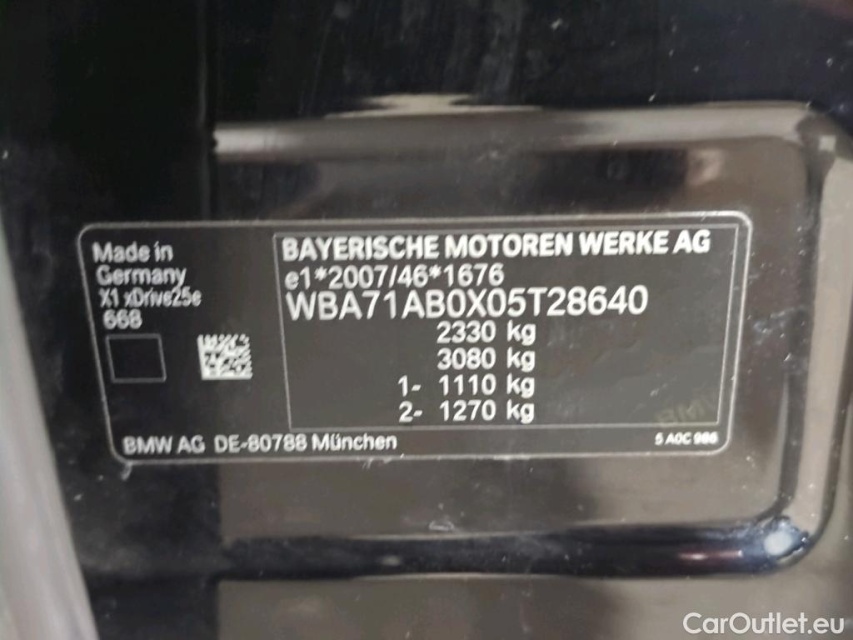 Made in
Germany
X1 xDrive25e
668
BAYERISCHE MOTOREN WERKE AG
e1*2007/46*1676
WBA71AB0X05T28640
2330 kg
3080 kg
1- 1110 kg
2- 1270 kg
BMW AG DE-80788 München
5 A0C 986
CarOutlet.eu